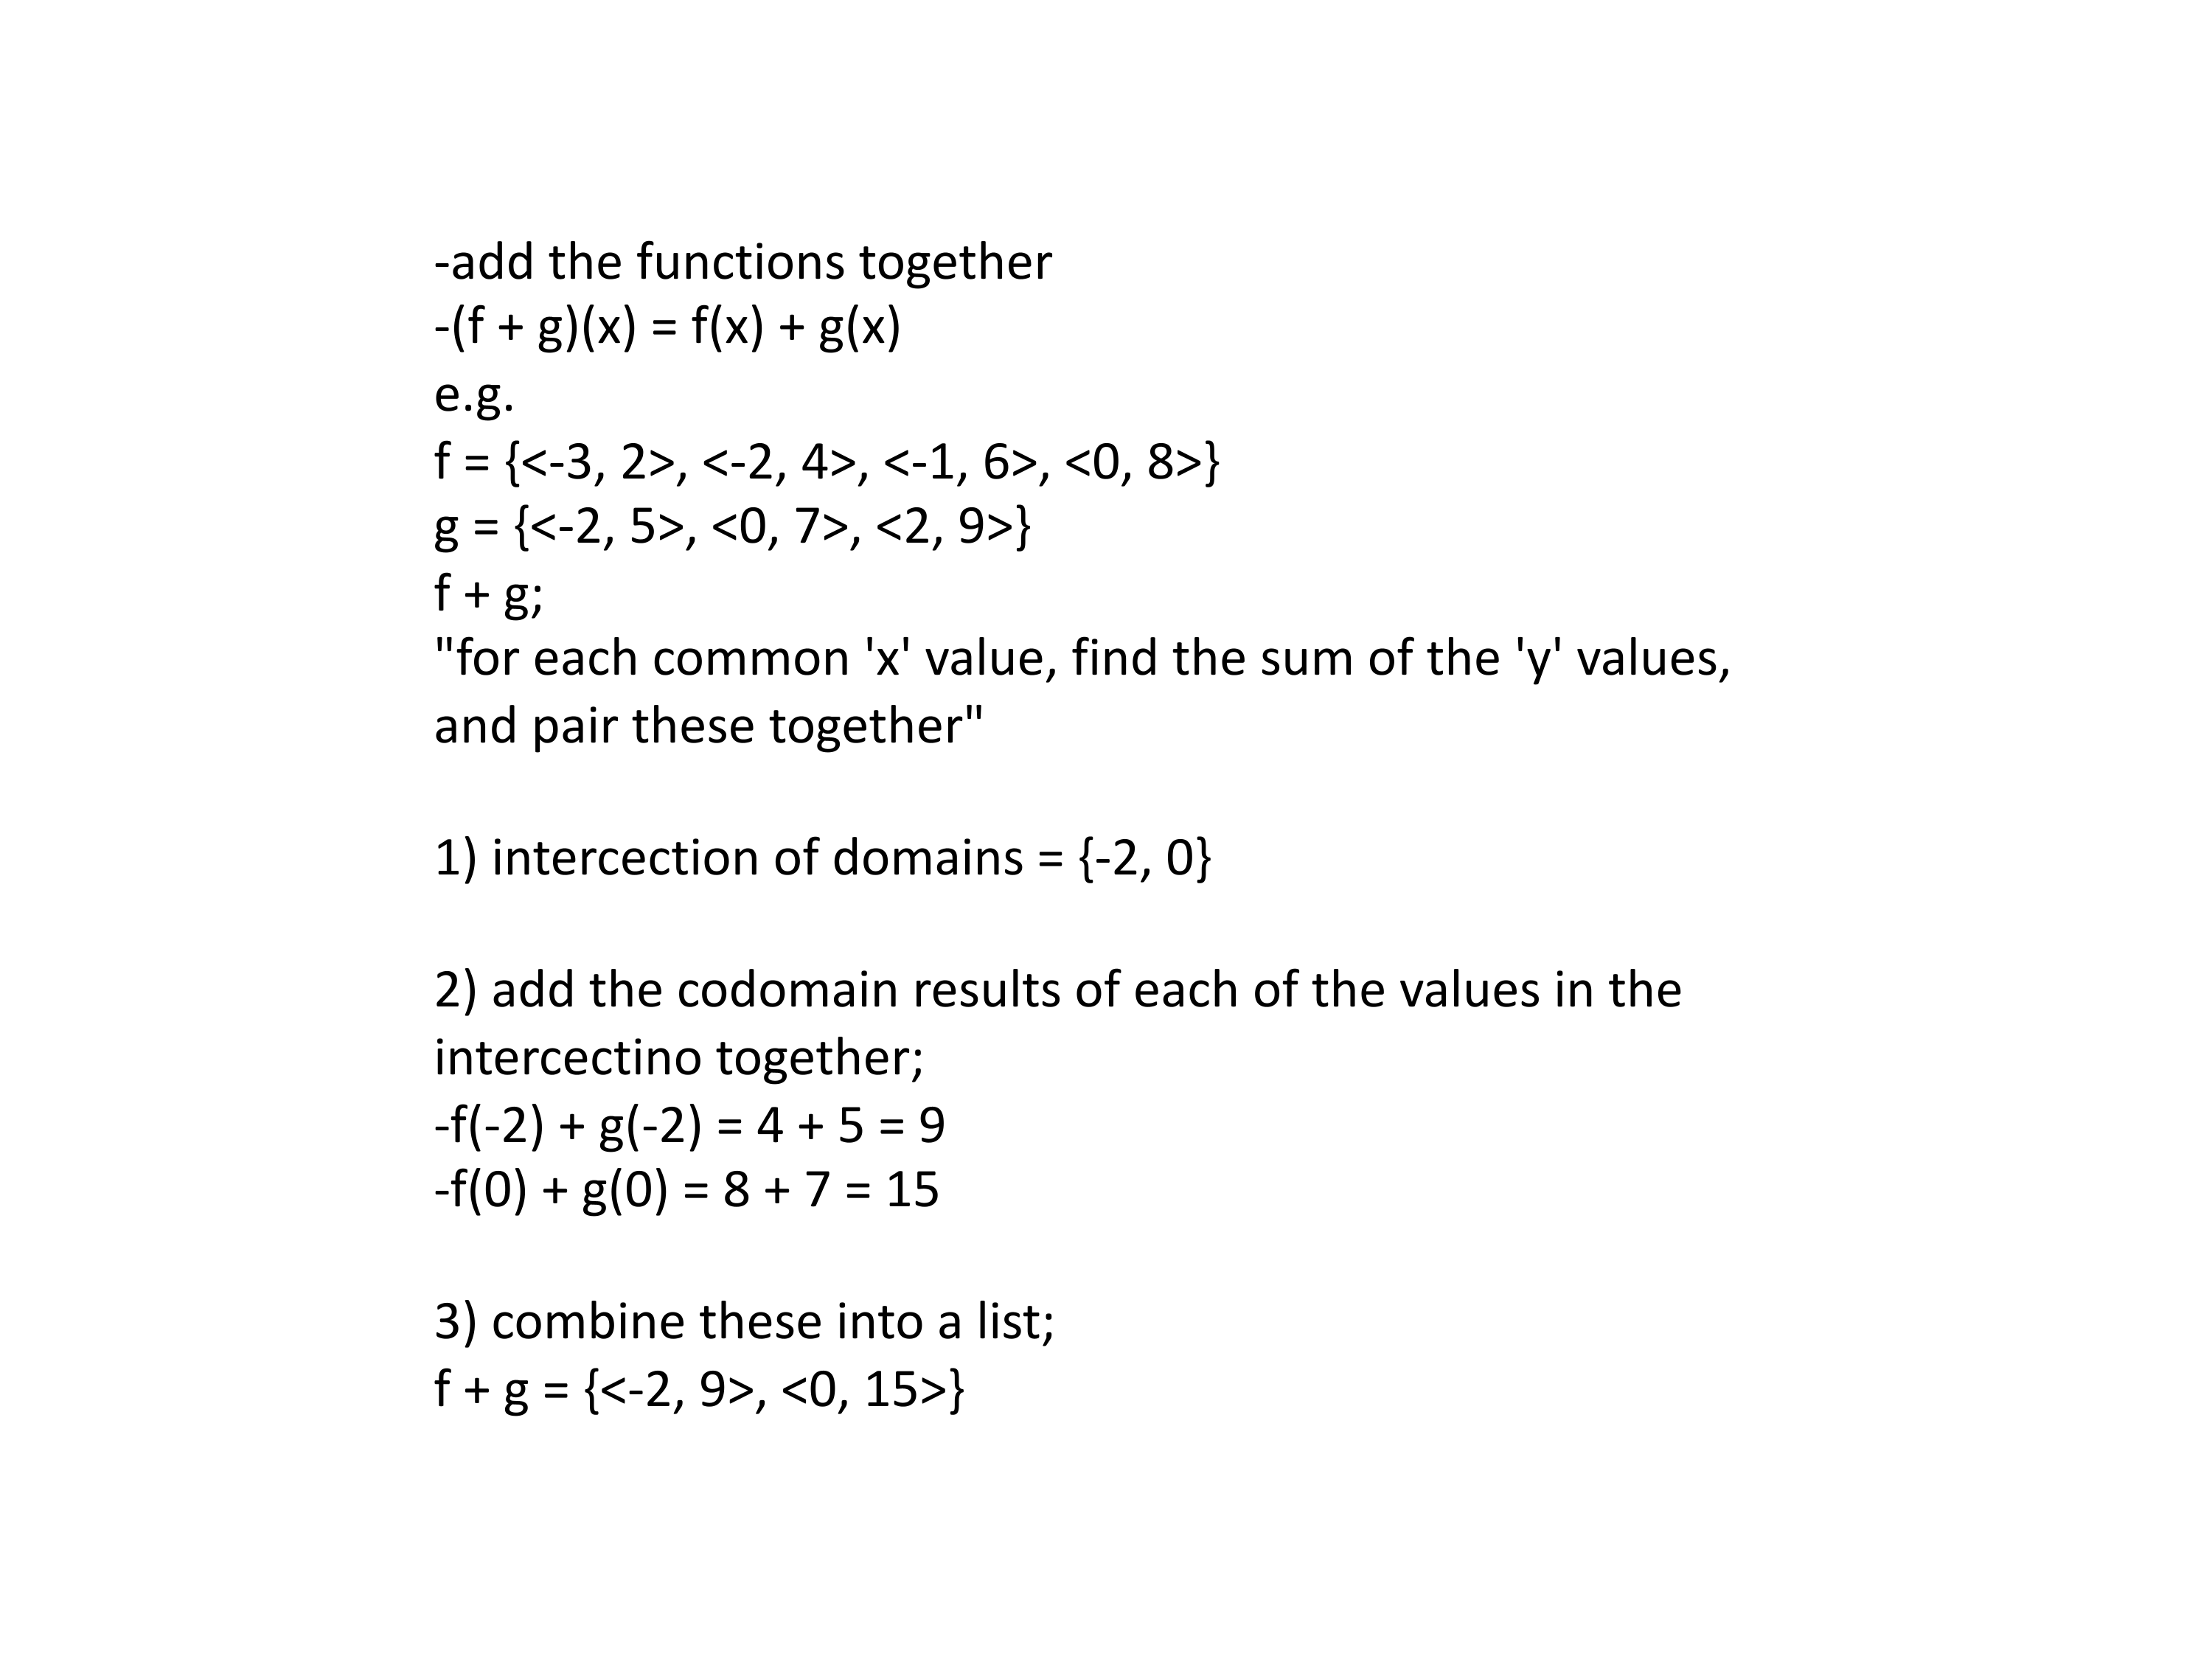 -add the functions together
-(f + g)(x) = f(x) + g(x)
e.g.
f = {<-3, 2>, <-2, 4>, <-1, 6>, <0, 8>}
g = {<-2, 5>, <0, 7>, <2, 9>}
f + g;
"for each common 'x' value, find the sum of the 'y' values,
and pair these together"
1) intercection of domains = {-2, 0}
2) add the codomain results of each of the values in the
intercectino together;
-f(-2) + g(-2) = 4 + 5 = 9
-f(0) + g(0) = 8 + 7 = 15
3) combine these into a list;
f + g = {<-2, 9>, <0, 15>}